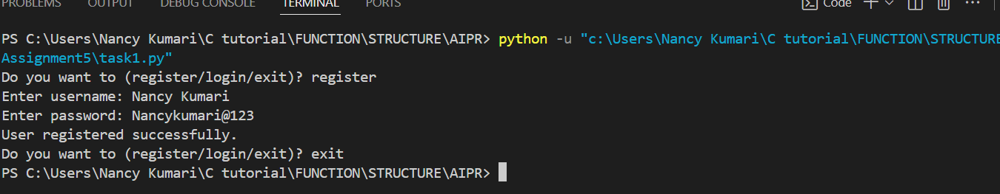 PROBLEMS OUTPUT DEBUG CONSOLE TERMINAL PORTS Code
PS C:\Users\Nancy Kumari\C tutorial\FUNCTION\STRUCTURE\AIPR> python -u "c:\Users\Nancy Kumari\C tutorial\FUNCTION\STRUCTURE
Assignment5\task1.py"
Do you want to (register/login/exit)? register
Enter username: Nancy Kumari
Enter password: Nancykumari@123
User registered successfully.
Do you want to (register/login/exit)? exit
PS C:\Users\Nancy Kumari\C tutorial\FUNCTION\STRUCTURE\AIPR>